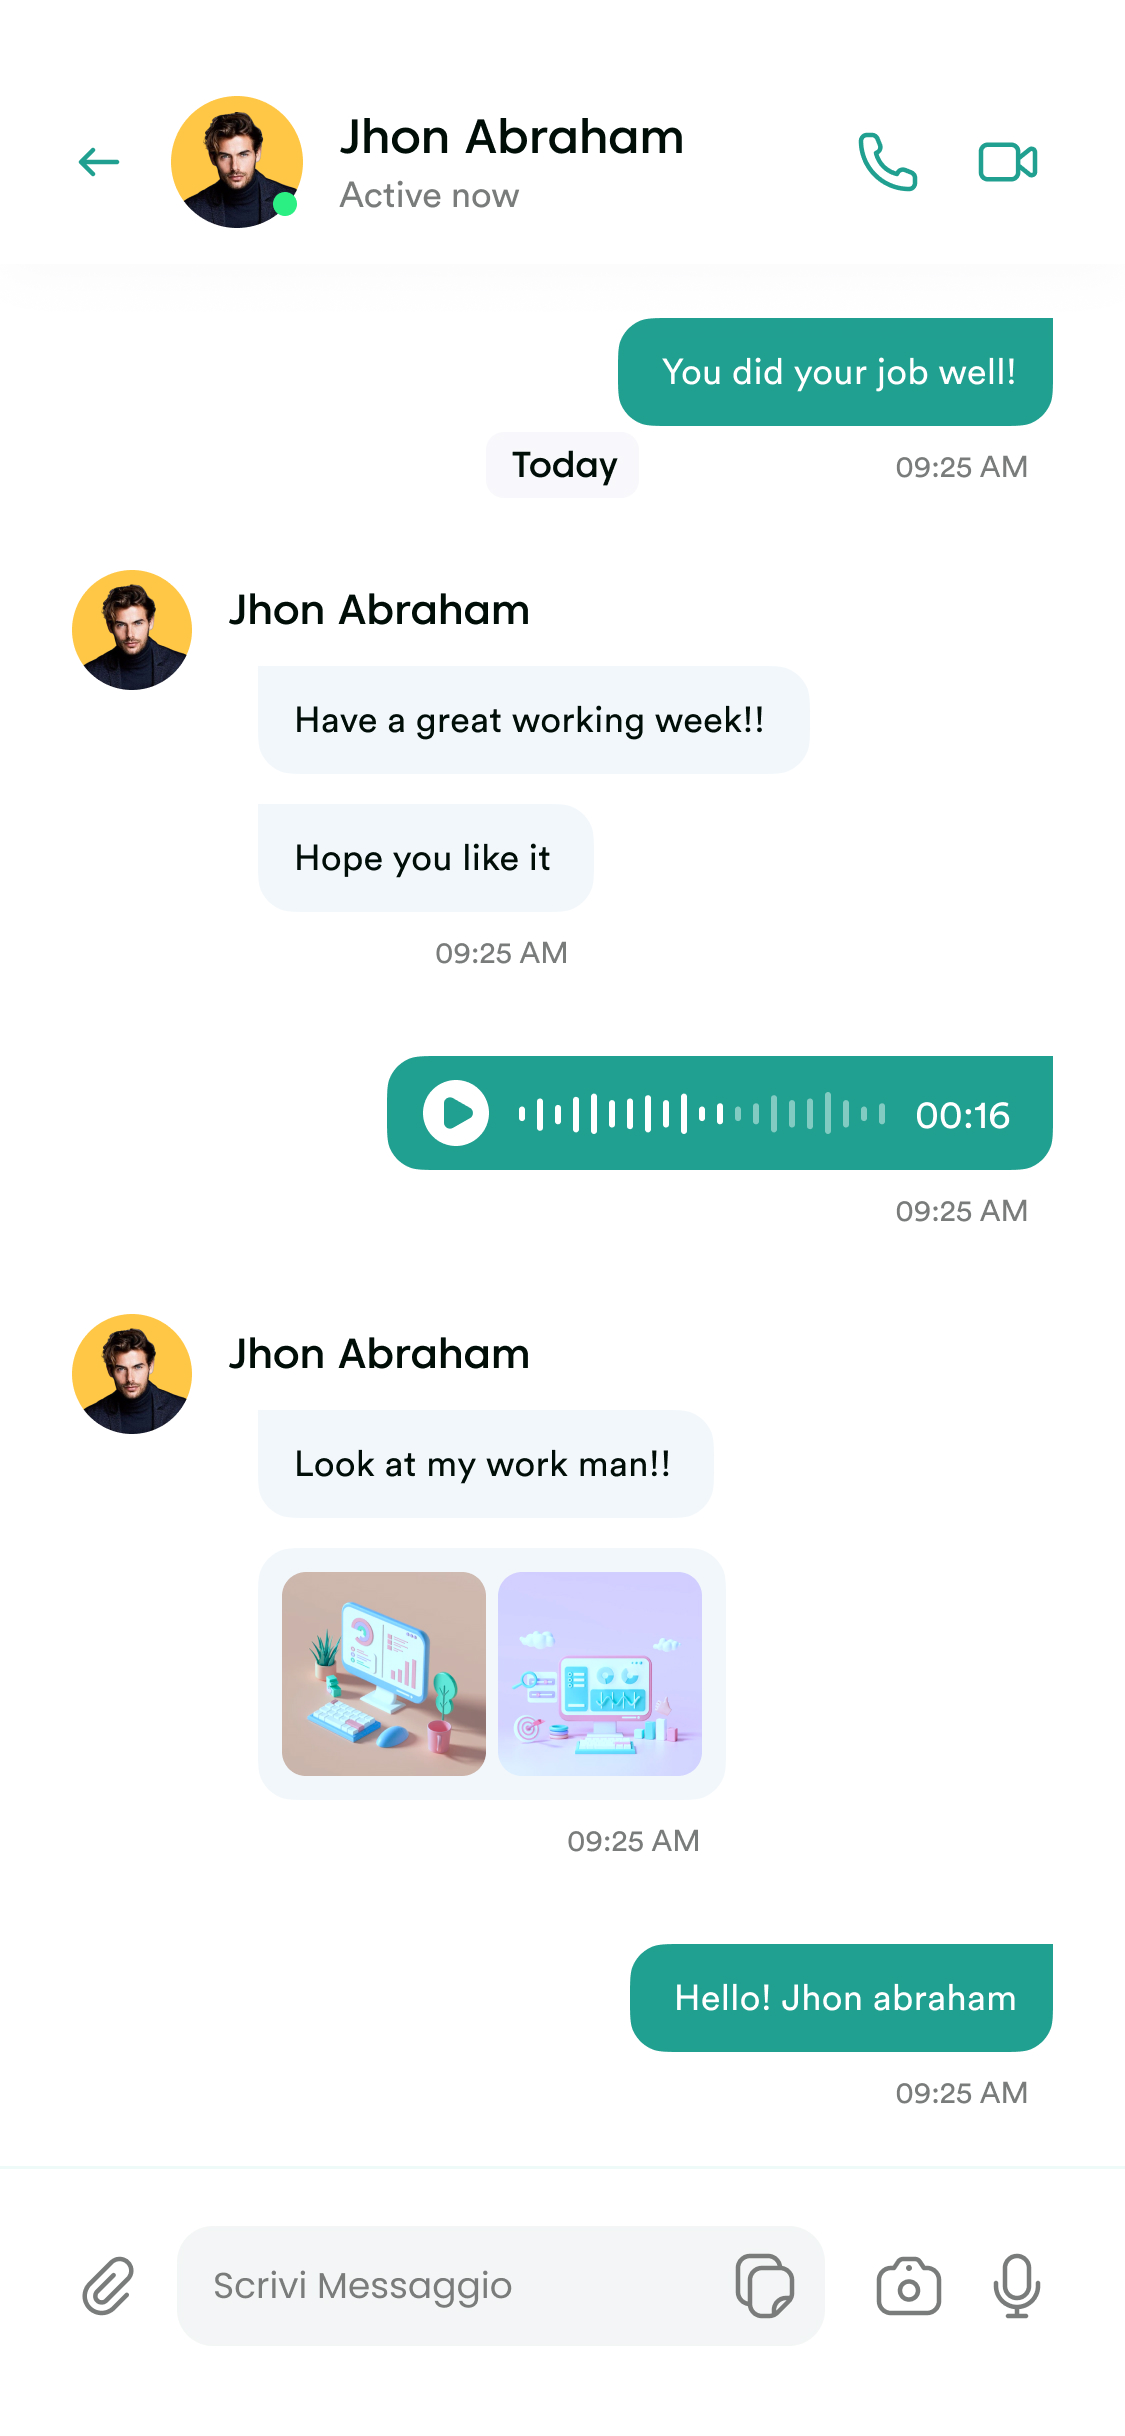 Jhon Abraham
Active now
You did your job well!
Today
09:25 AM
Jhon Abraham
Have a great working week!!
Hope you like it
09:25 AM
00:16
09:25 AM
Jhon Abraham
Look at my work man!!
09:25 AM
Hello! Jhon abraham
09:25 AM
Scrivi Messaggio